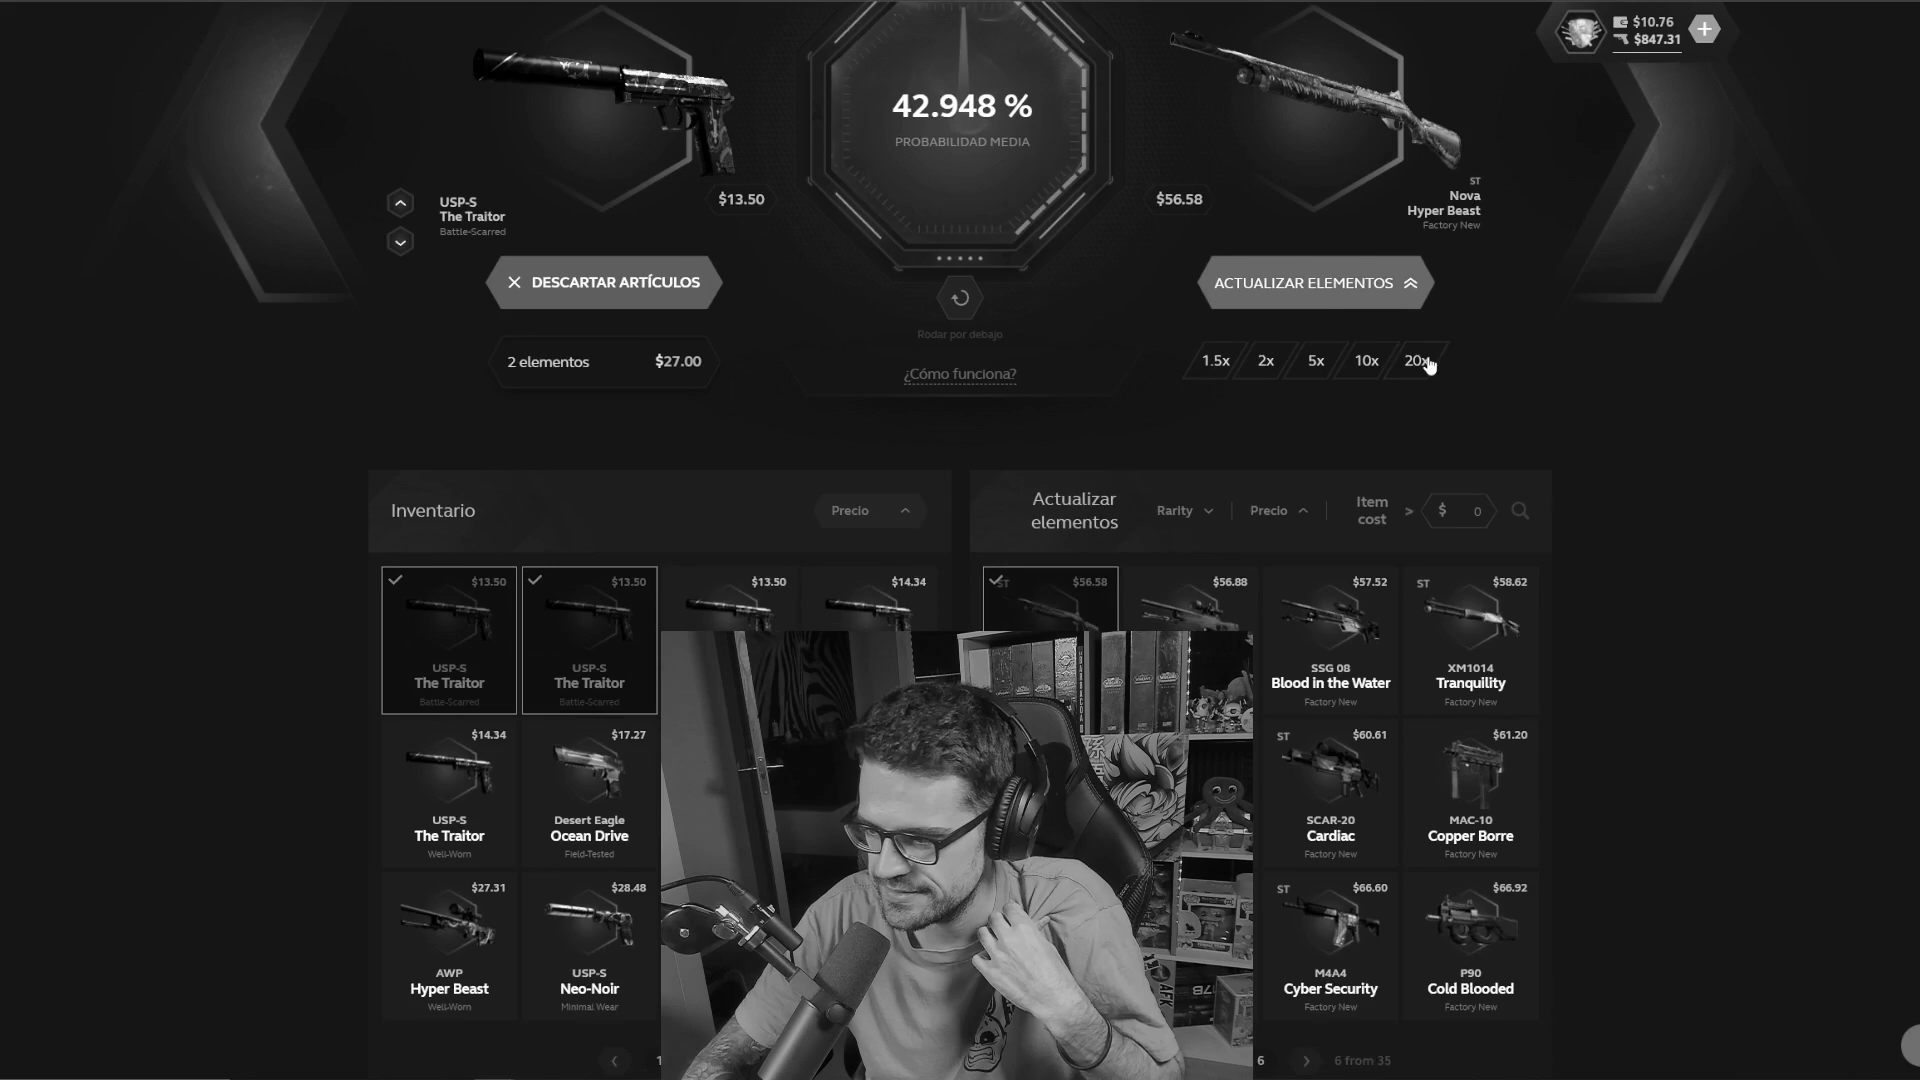 $10.76
$847.31
42.948 %
PROBABILIDAD MEDIA
USP-S
The Traitor
Battle-Scarred
$13.50
$56.58
ST
Nova
Hyper Beast
Factory New
DESCARTAR ARTÍCULOS
ACTUALIZAR ELEMENTOS
Rodar por debajo
2 elementos
$27.00
¿Cómo funciona?
1.5x
2x
5x
10x
20x
Inventario
Precio
Actualizar
elementos
Rarity
Precio
Item
cost
>
$
0
$13.50
USP-S
The Traitor
Battle-Scarred
$13.50
USP-S
The Traitor
Battle-Scarred
$13.50
$14.34
ST
$56.58
$56.88
$57.52
SSG 08
Blood in the Water
Factory New
ST
$58.62
XM1014
Tranquility
Factory New
$14.34
USP-S
The Traitor
Well-Worn
$17.27
Desert Eagle
Ocean Drive
Field-Tested
ST
$60.61
SCAR-20
Cardiac
Factory New
$61.20
MAC-10
Copper Borre
Factory New
$27.31
AWP
Hyper Beast
Well-Worn
$28.48
USP-S
Neo-Noir
Minimal Wear
ST
$66.60
M4A4
Cyber Security
Factory New
$66.92
P90
Cold Blooded
Factory New
AFK
1
6
6 from 35